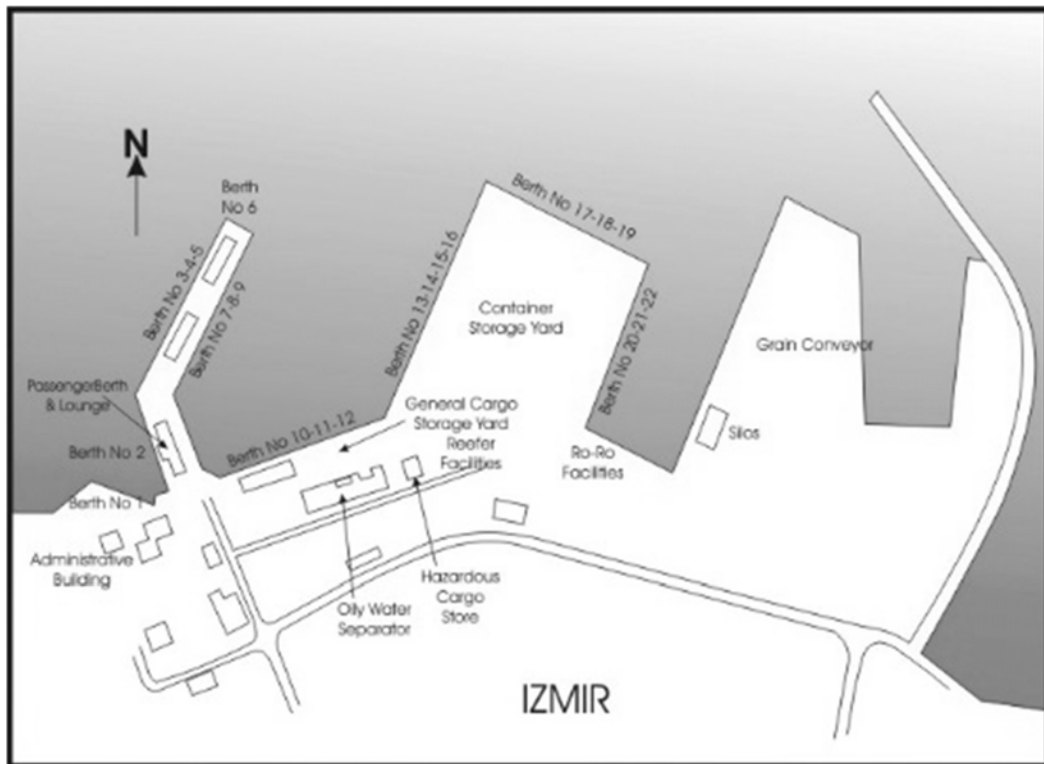 N
Berth
No 6
Berth No 3-4-5
Berth No 7-8-9
PassengerBerth
& Lounge
Berth No 2
Berth No 1
Administrative
Building
Berth No 10-11-12
Berth No 13-14-15-16
Berth No 17-18-19
Berth No 20-21-22
Container
Storage Yard
General Cargo
Storage Yard
Reefer
Facilities
Ro-Ro
Facilities
Grain Conveyor
Silos
Oily Water
Separator
Hazardous
Cargo
Store
IZMIR